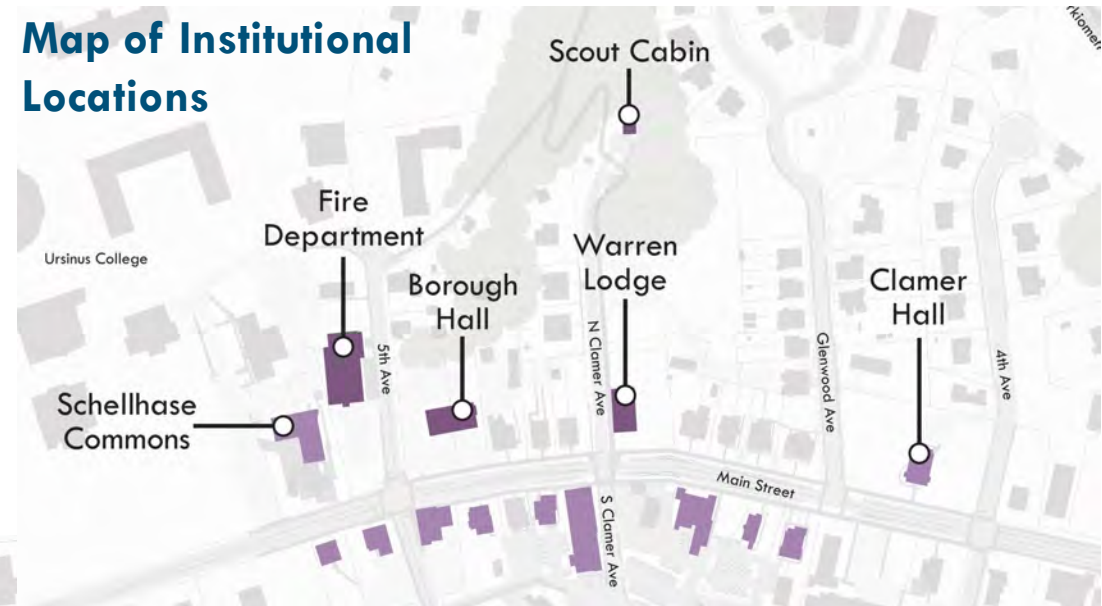 Map of Institutional
Locations
Scout Cabin
Fire
Department
Ursinus College
Borough
Hall
Warren
Lodge
Clamer
Hall
Schellhase
Commons
5th Ave
N Clamer Ave
Glenwood Ave
4th Ave
Main Street
S Clamer Ave